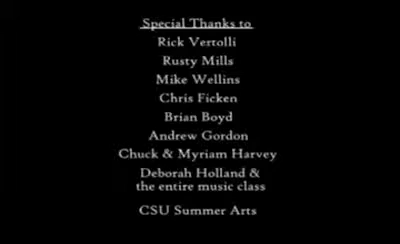 Special Thanks to
Rick Vertolli
Rusty Mills
Mike Wellins
Chris Ficken
Brian Boyd
Andrew Gordon
Chuck & Myriam Harvey
Deborah Holland &
the entire music class
CSU Summer Arts